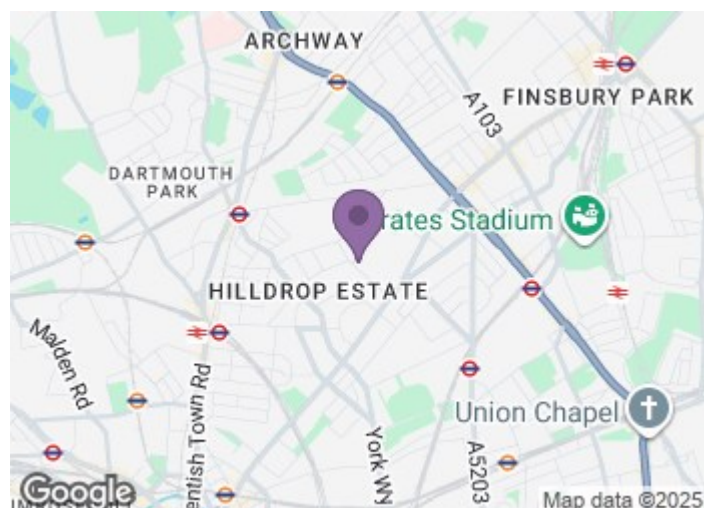 ARCHWAY
A103
FINSBURY PARK
DARTMOUTH
PARK
rates Stadium
HILLDROP ESTATE
Malden Rd
entish Town Rd
York Wy
A5203
Union Chapel
Google
Map data ©2025